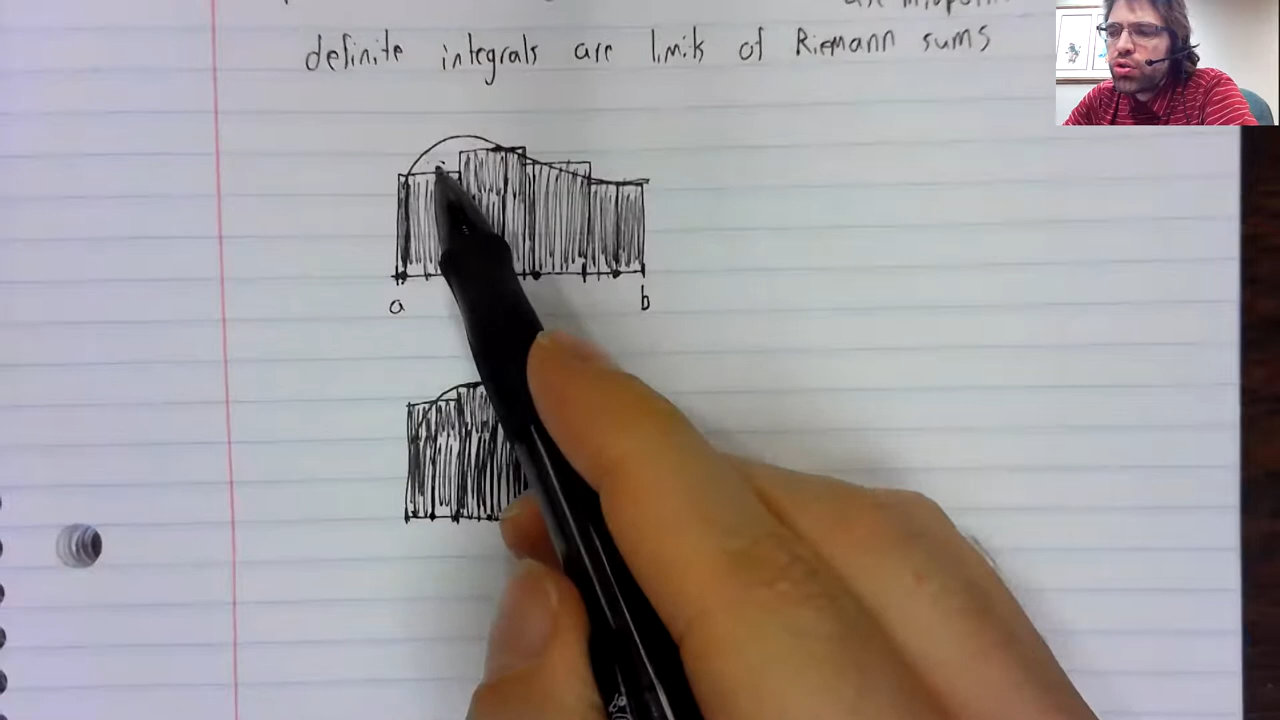 definite integrals are limits of Riemann sums
a b